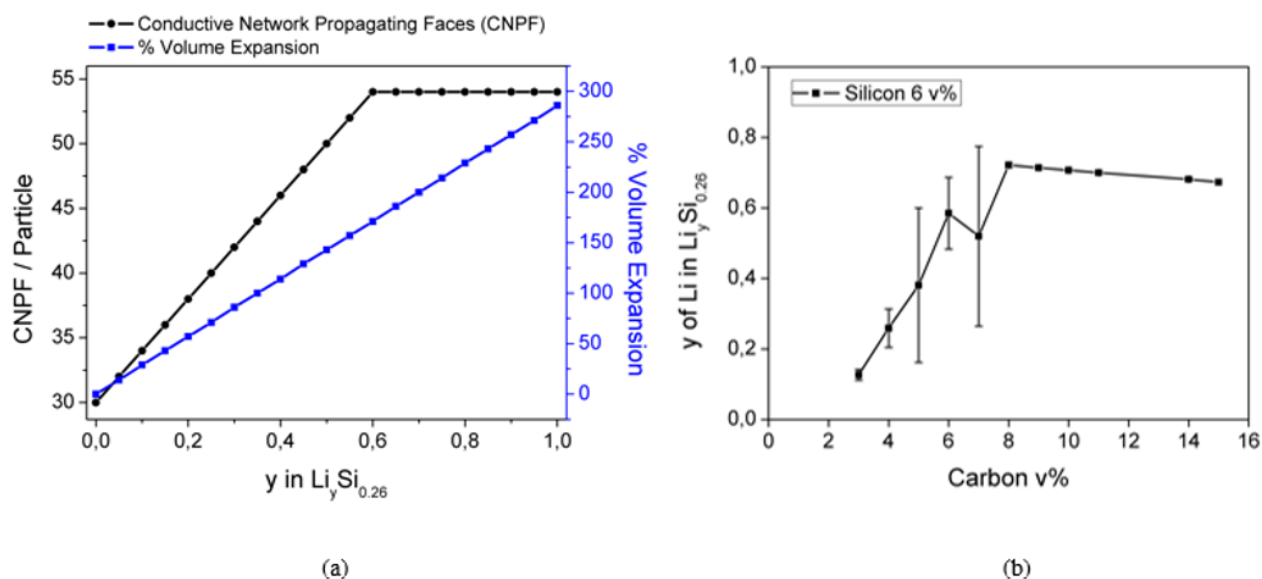 Conductive Network Propagating Faces (CNPF)
% Volume Expansion
CNPF / Particle
55
50
45
40
35
30
300
250
200
150
100
50
0
% Volume Expansion
0,0 0,2 0,4 0,6 0,8 1,0
y in LiySi0.26
(a)
Silicon 6 v%
y of Li in LiySi0.26
1,0
0,8
0,6
0,4
0,2
0,0
0 2 4 6 8 10 12 14 16
Carbon v%
(b)